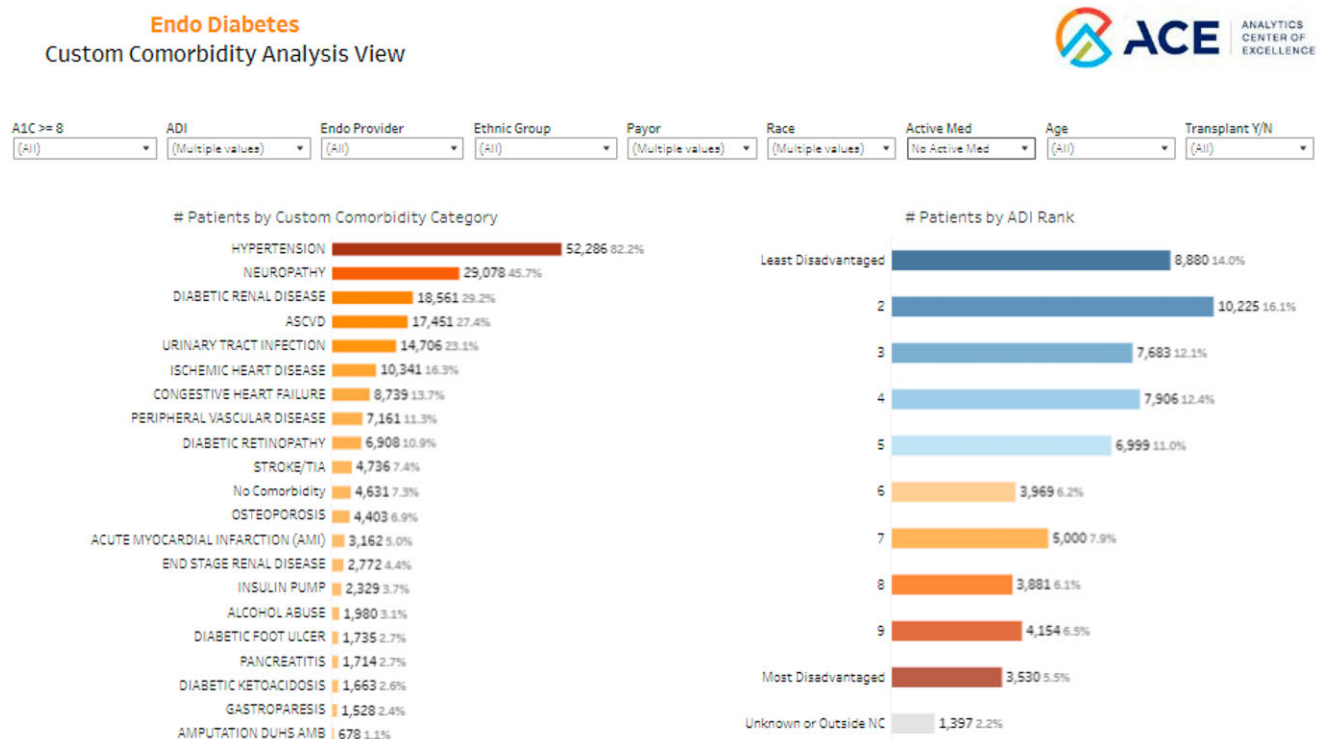 Endo Diabetes
Custom Comorbidity Analysis View
ACE
ANALYTICS
CENTER OF
EXCELLENCE
A1C >= 8
ADI
Endo Provider
Ethnic Group
Payor
Race
Active Med
Age
Transplant Y/N
(All)
(Multiple values)
(All)
(All)
(Multiple values)
(Multiple values)
No Active Med
(All)
(All)
# Patients by Custom Comorbidity Category
HYPERTENSION 52,286 82.2%
NEUROPATHY 29,078 45.7%
DIABETIC RENAL DISEASE 18,561 29.2%
ASCVD 17,451 27.4%
URINARY TRACT INFECTION 14,706 23.1%
ISCHEMIC HEART DISEASE 10,341 16.3%
CONGESTIVE HEART FAILURE 8,739 13.7%
PERIPHERAL VASCULAR DISEASE 7,161 11.3%
DIABETIC RETINOPATHY 6,908 10.9%
STROKE/TIA 4,736 7.4%
No Comorbidity 4,631 7.3%
OSTEOPOROSIS 4,403 6.9%
ACUTE MYOCARDIAL INFARCTION (AMI) 3,162 5.0%
END STAGE RENAL DISEASE 2,772 4.4%
INSULIN PUMP 2,329 3.7%
ALCOHOL ABUSE 1,980 3.1%
DIABETIC FOOT ULCER 1,735 2.7%
PANCREATITIS 1,714 2.7%
DIABETIC KETOACIDOSIS 1,663 2.6%
GASTROPARESIS 1,528 2.4%
AMPUTATION DUHS AMB 678 1.1%
# Patients by ADI Rank
Least Disadvantaged 8,880 14.0%
2 10,225 16.1%
3 7,683 12.1%
4 7,906 12.4%
5 6,999 11.0%
6 3,969 6.2%
7 5,000 7.9%
8 3,881 6.1%
9 4,154 6.5%
Most Disadvantaged 3,530 5.5%
Unknown or Outside NC 1,397 2.2%